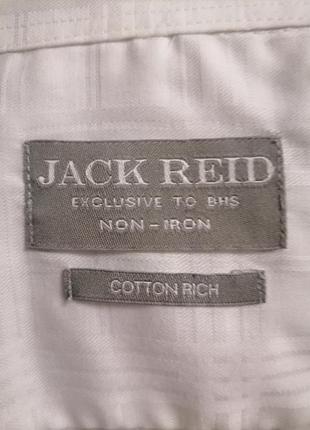 JACK REID
EXCLUSIVE TO BHS
NON-IRON
COTTON RICH